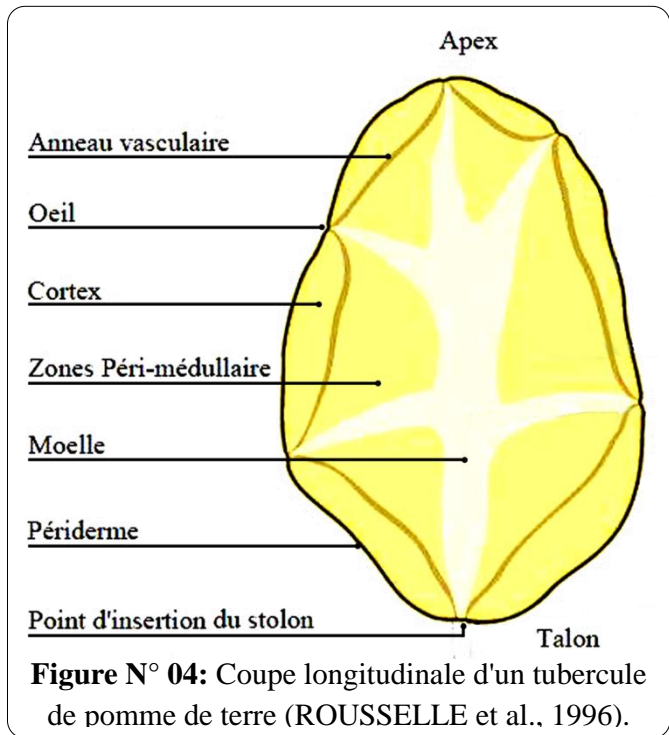 Apex
Anneau vasculaire
Oeil
Cortex
Zones Péri-médullaire
Moelle
Périderme
Point d'insertion du stolon
Talon
Figure N° 04: Coupe longitudinale d'un tubercule
de pomme de terre (ROUSSELLE et al., 1996).